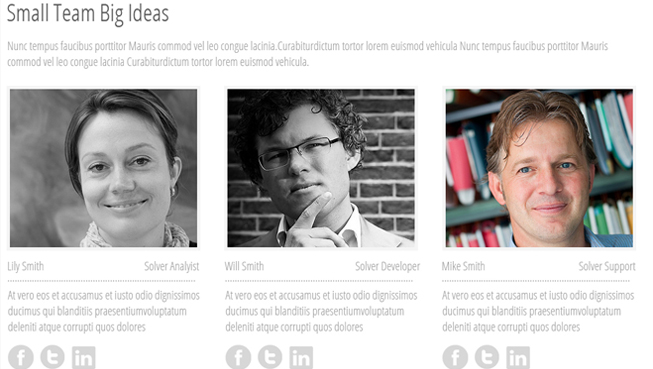 Small Team Big Ideas
Nunc tempus faucibus porttitor Mauris commod vel leo congue lacinia.Curabiturdictum tortor lorem euismod vehicula Nunc tempus faucibus porttitor Mauris
commod vel leo congue lacinia Curabiturdictum tortor lorem euismod vehicula.
Lily Smith Solver Analyist
At vero eos et accusamus et iusto odio dignissimos
ducimus qui blanditiis praesentiumvoluptatum
deleniti atque corrupti quos dolores
Will Smith Solver Developer
At vero eos et accusamus et iusto odio dignissimos
ducimus qui blanditiis praesentiumvoluptatum
deleniti atque corrupti quos dolores
Mike Smith Solver Support
At vero eos et accusamus et iusto odio dignissimos
ducimus qui blanditiis praesentiumvoluptatum
deleniti atque corrupti quos dolores